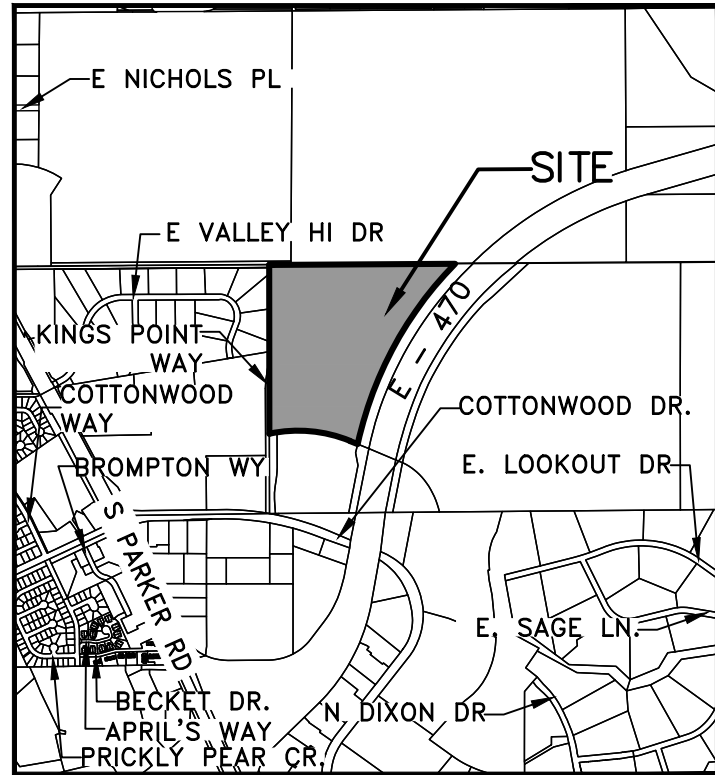 E NICHOLS PL
SITE
E VALLEY HI DR
E - 470
KINGS POINT
WAY
COTTONWOOD
WAY
COTTONWOOD DR.
BROMPTON WY
E. LOOKOUT DR
S PARKER RD
E. SAGE LN.
BECKET DR.
N DIXON DR
APRIL'S WAY
PRICKLY PEAR CR.